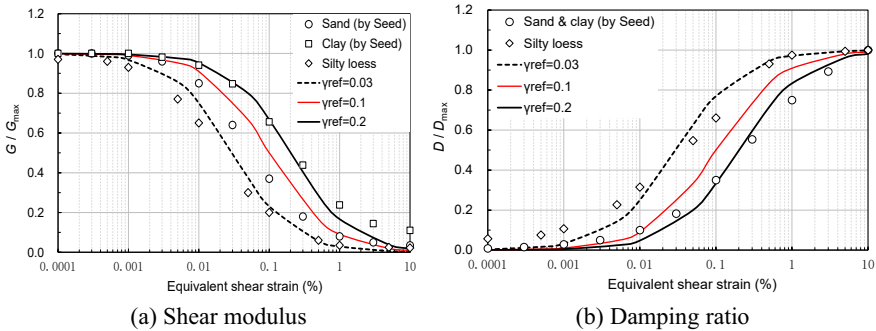 1.2
1.0
0.8
0.6
0.4
0.2
0.0
G / Gmax
0.0001 0.001 0.01 0.1 1 10
Equivalent shear strain (%)
Sand (by Seed)
Clay (by Seed)
Silty loess
γref=0.03
γref=0.1
γref=0.2
(a) Shear modulus
1.2
1.0
0.8
0.6
0.4
0.2
0.0
D / Dmax
0.0001 0.001 0.01 0.1 1 10
Equivalent shear strain (%)
Sand & clay (by Seed)
Silty loess
γref=0.03
γref=0.1
γref=0.2
(b) Damping ratio